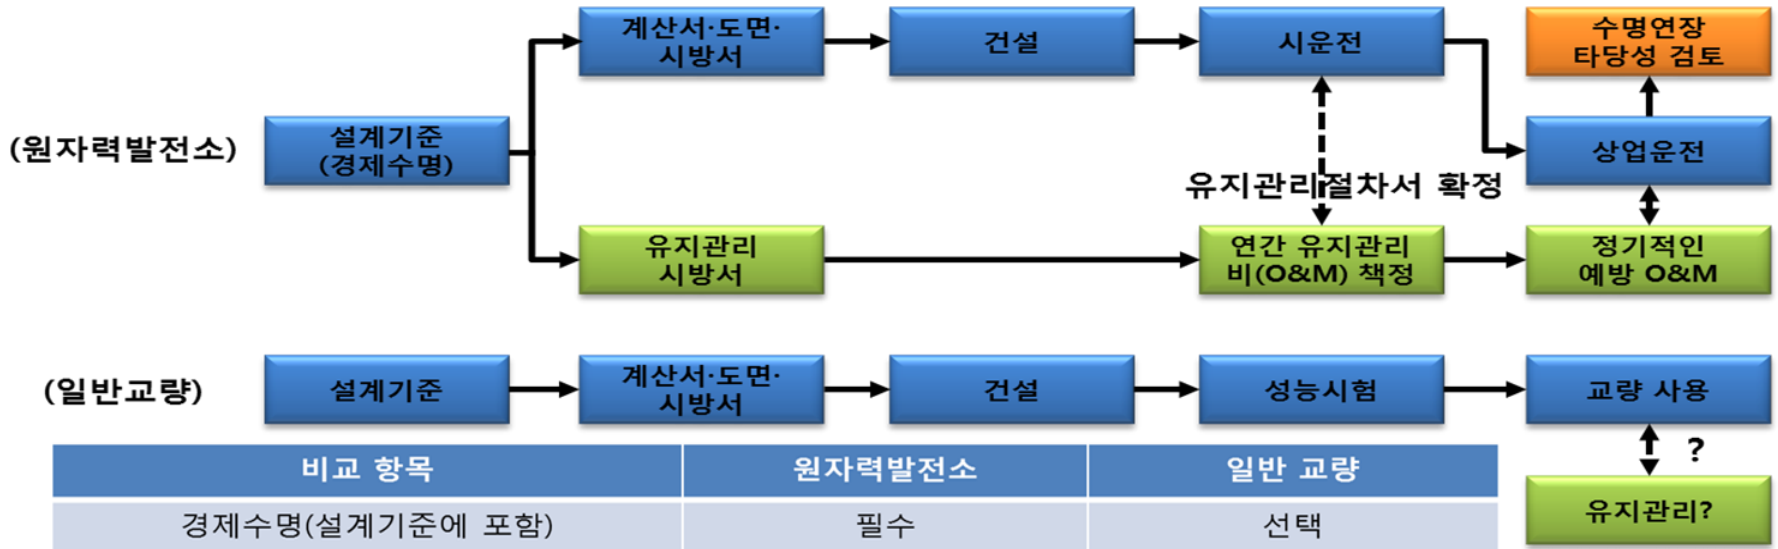 계산서·도면·
시방서
건설
시운전
수명연장
타당성 검토
(원자력발전소)
설계기준
(경제수명)
상업운전
유지관리절차서 확정
유지관리
시방서
연간 유지관리
비(O&M) 책정
정기적인
예방 O&M
(일반교량)
설계기준
계산서·도면·
시방서
건설
성능시험
교량 사용
?
유지관리?
비교 항목 원자력발전소 일반 교량
경제수명(설계기준에 포함) 필수 선택